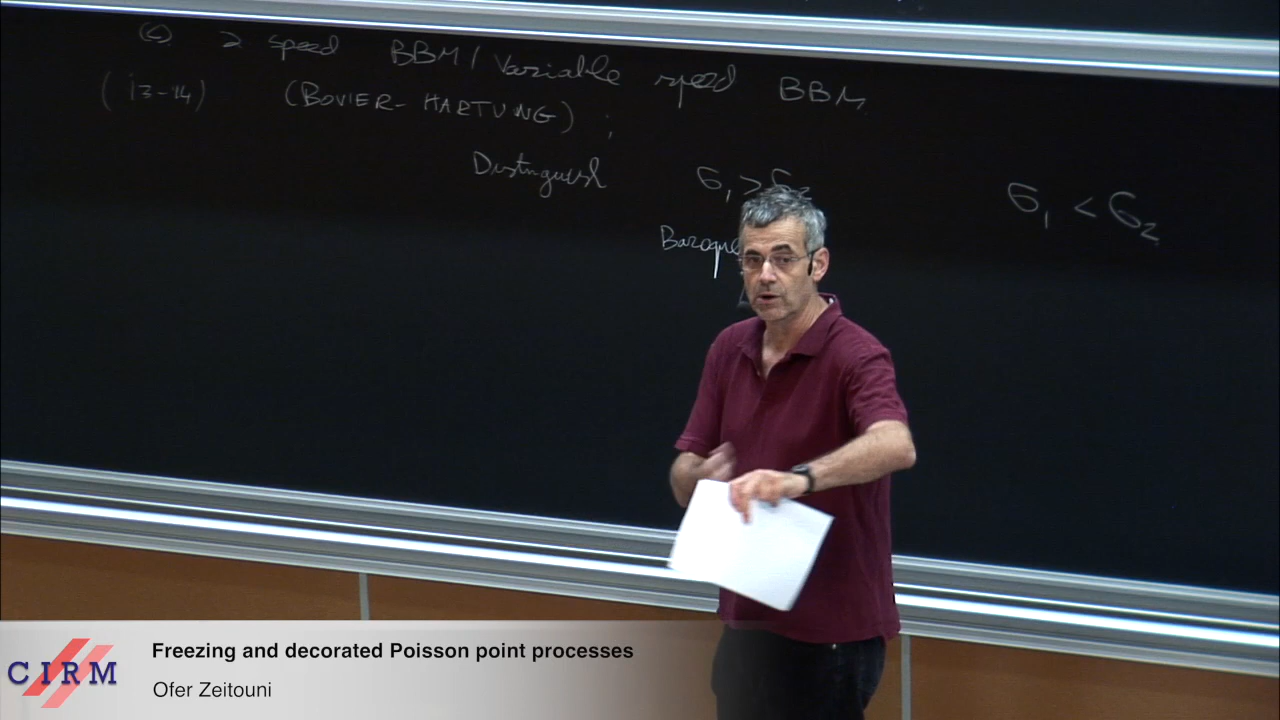 (c) 2 speed BBM / Variable speed BBM
(13-14) (BOVIER-HARTUNG) ;
Distinguish σ₁ > σ₂ σ₁ < σ₂
Baroque
CIRM
Freezing and decorated Poisson point processes
Ofer Zeitouni